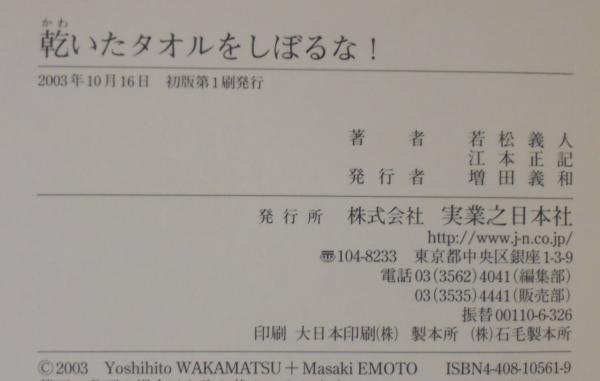 かわ
乾いたタオルをしぼるな！
2003年10月16日　初版第1刷発行
著　者　若松義人
江本正記
発行者　増田義和
発行所　株式会社　実業之日本社
http://www.j-n.co.jp/
〠104-8233　東京都中央区銀座1-3-9
電話03(3562)4041(編集部)
03(3535)4441(販売部)
振替00110-6-326
印刷　大日本印刷(株)　製本所　(株)石毛製本所
©2003　Yoshihito WAKAMATSU＋Masaki EMOTO　ISBN4-408-10561-9